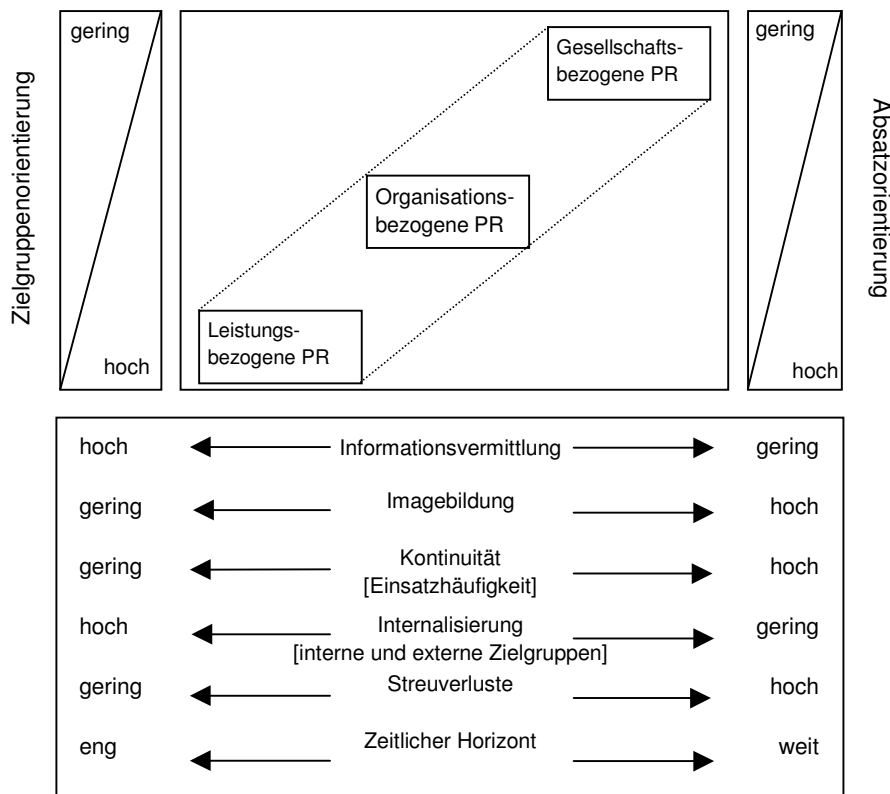 Zielgruppenorientierung
gering
hoch
Gesellschafts-
bezogene PR
Organisations-
bezogene PR
Leistungs-
bezogene PR
gering
hoch
Absatzorientierung
hoch Informationsvermittlung gering
gering Imagebildung hoch
gering Kontinuität hoch
[Einsatzhäufigkeit]
hoch Internalisierung gering
[interne und externe Zielgruppen]
gering Streuverluste hoch
eng Zeitlicher Horizont weit